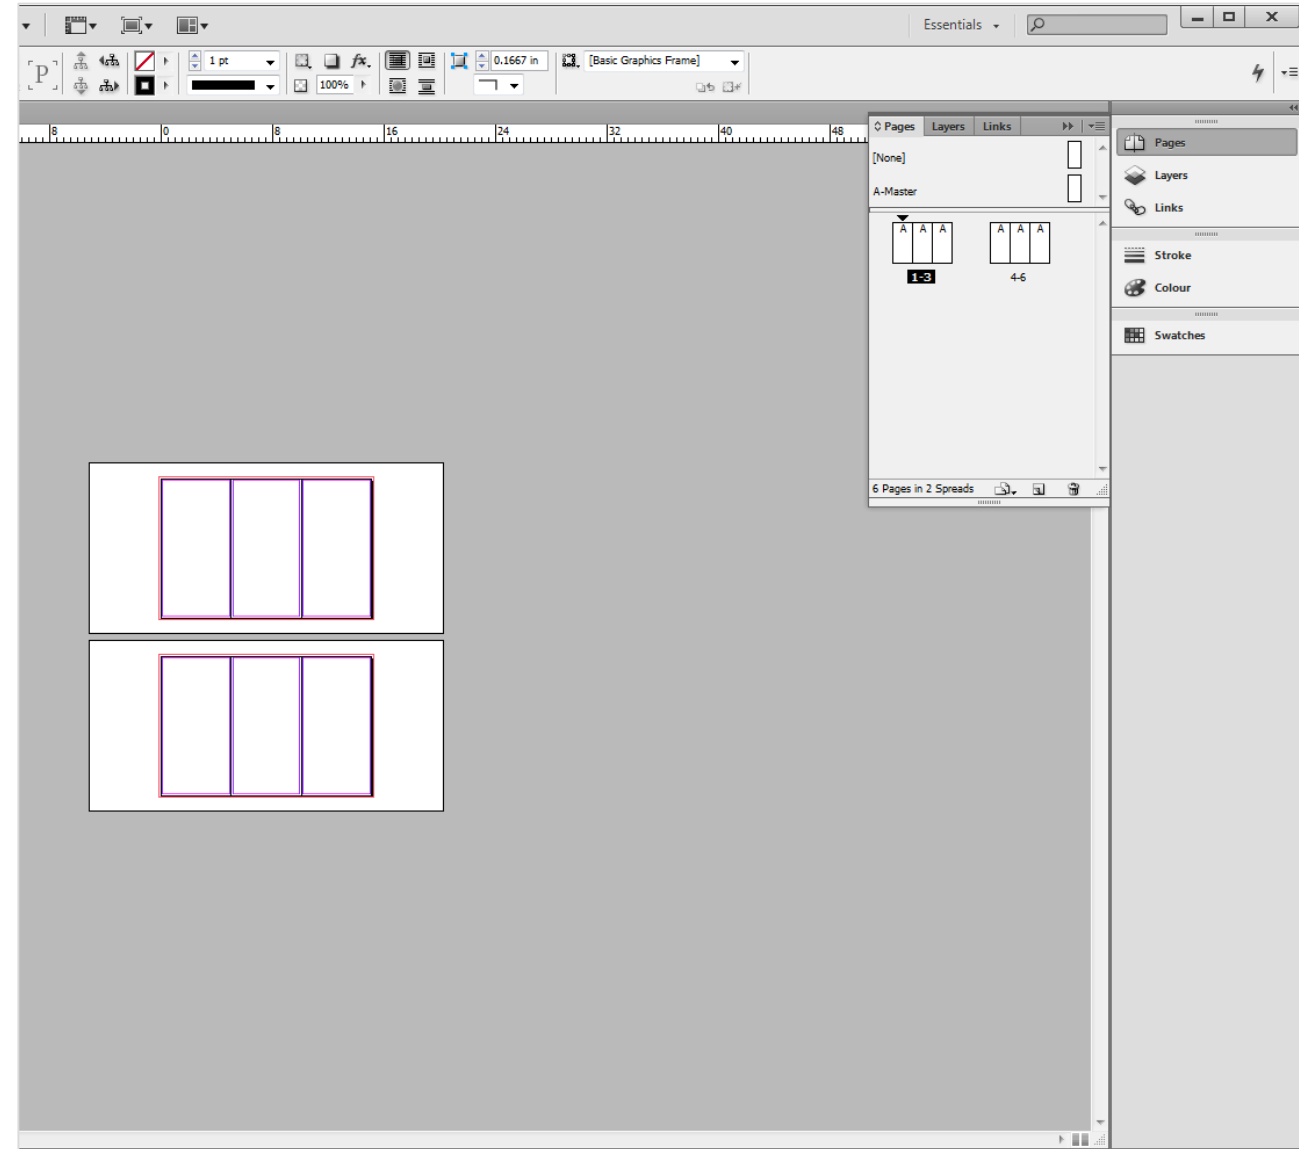 Essentials
P
1 pt
fx.
0.1667 in
[Basic Graphics Frame]
100%
8 0 8 16 24 32 40 48
Pages Layers Links
[None]
A-Master
A A A A A A
1-3 4-6
6 Pages in 2 Spreads
Pages
Layers
Links
Stroke
Colour
Swatches